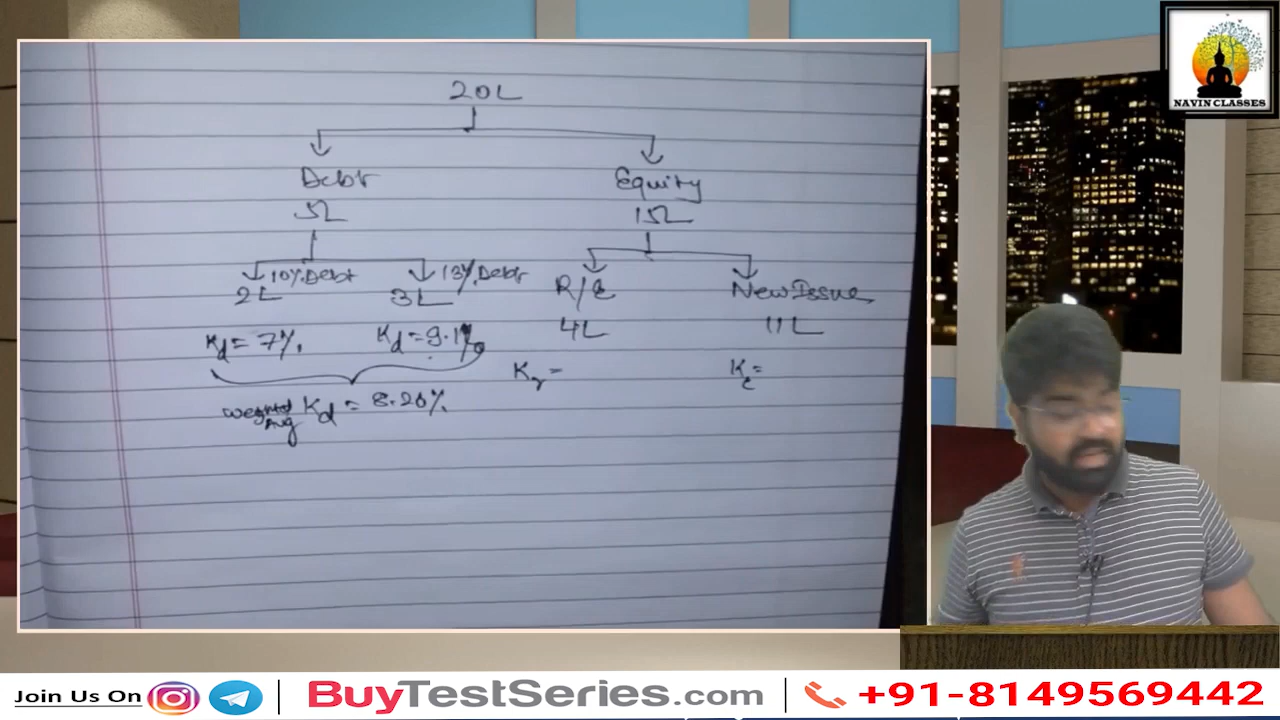 20L
Debt
Equity
5L
15L
10% Debt
13% Debt
2L
3L
R/E
New Issue
4L
11L
Kd = 7%.
Kd = 9.1%
Kr =
Ke =
weighted Avg Kd = 8.26%.
NAVIN CLASSES
Join Us On
BuyTestSeries.com
+91-8149569442